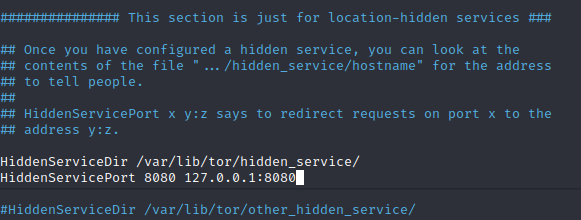 ############### This section is just for location-hidden services ###
## Once you have configured a hidden service, you can look at the
## contents of the file ".../hidden_service/hostname" for the address
## to tell people.
##
## HiddenServicePort x y:z says to redirect requests on port x to the
## address y:z.
HiddenServiceDir /var/lib/tor/hidden_service/
HiddenServicePort 8080 127.0.0.1:8080
#HiddenServiceDir /var/lib/tor/other_hidden_service/